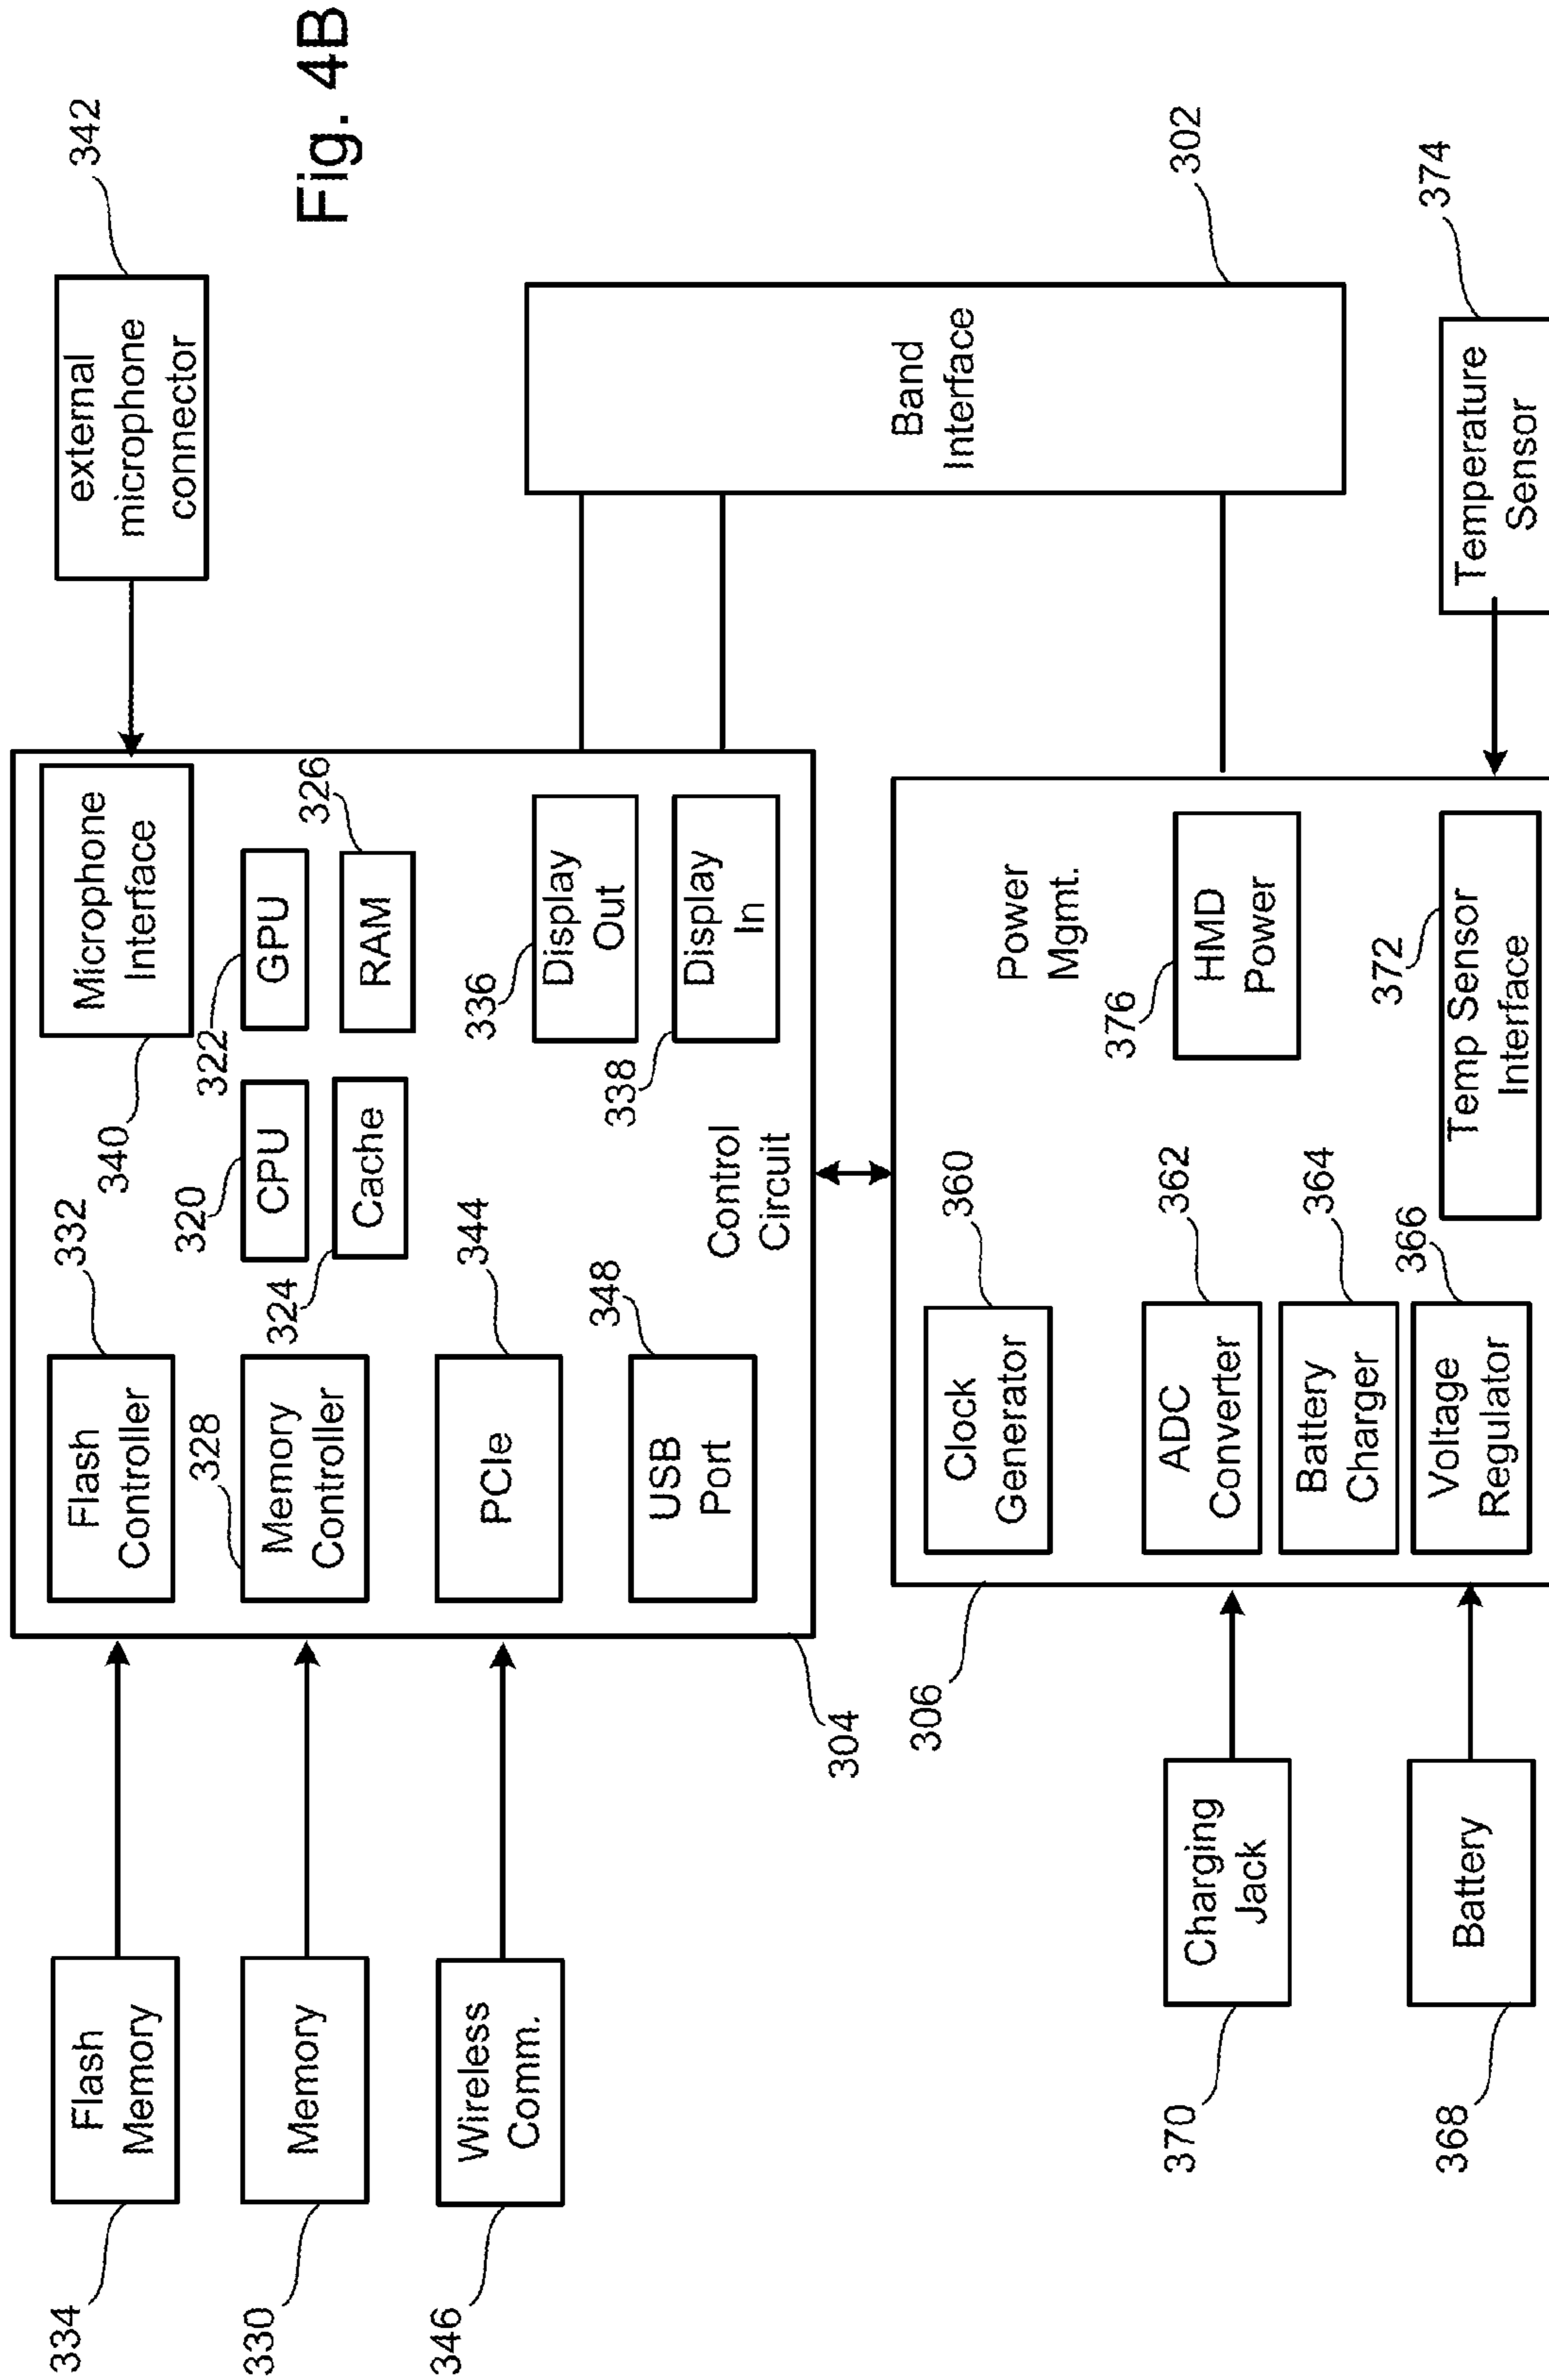 Fig. 4B
334
Flash
Memory
330
Memory
346
Wireless
Comm.
304
332
Flash
Controller
328
Memory
Controller
344
PCIe
348
USB
Port
340
Microphone
Interface
320
CPU
322
GPU
324
Cache
326
RAM
336
Display
Out
338
Display
In
Control
Circuit
342
external
microphone
connector
302
Band
Interface
306
370
Charging
Jack
368
Battery
360
Clock
Generator
362
ADC
Converter
364
Battery
Charger
366
Voltage
Regulator
Power
Mgmt.
376
HMD
Power
372
Temp Sensor
Interface
374
Temperature
Sensor